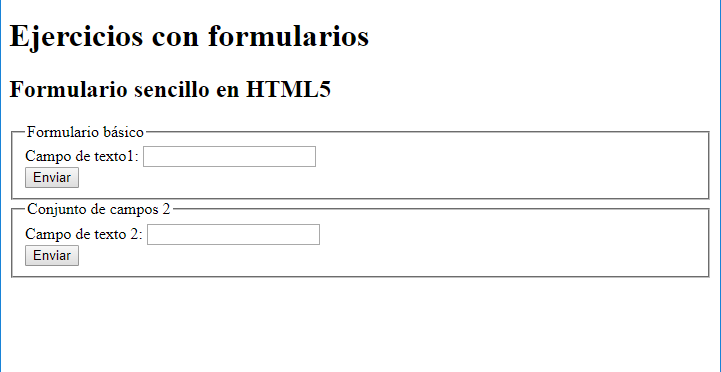 Ejercicios con formularios
Formulario sencillo en HTML5
Formulario básico
Campo de texto1:
Enviar
Conjunto de campos 2
Campo de texto 2:
Enviar